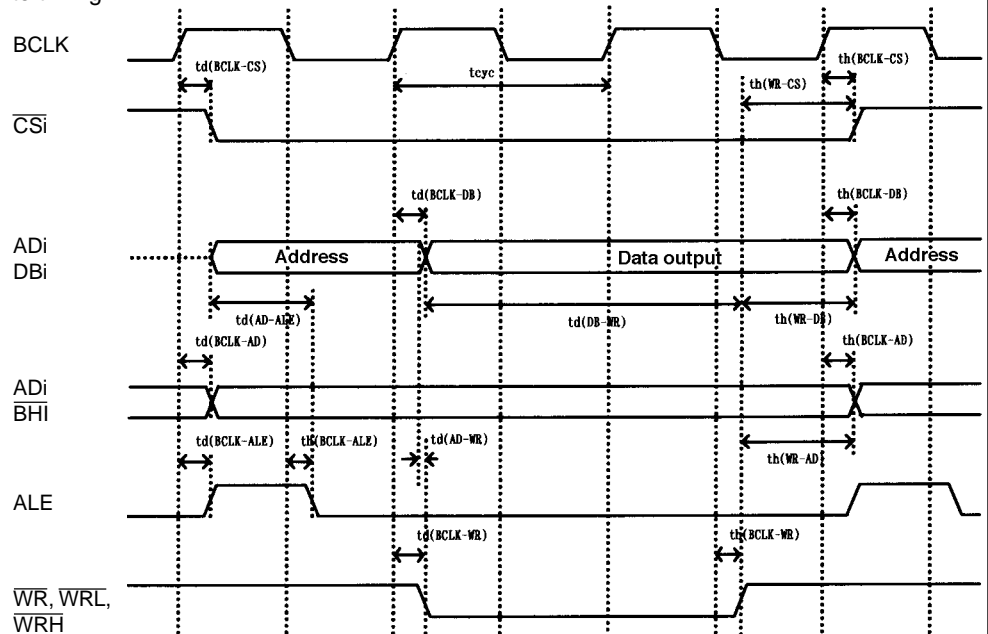 BCLK
td(BCLK-CS)
tcyc
th(BCLK-CS)
th(WR-CS)
CSi
td(BCLK-DB)
th(BCLK-DB)
ADi
DBi
Address
Data output
Address
td(AD-ALE)
td(DB-WR)
th(WR-DB)
td(BCLK-AD)
th(BCLK-AD)
ADi
BHI
td(BCLK-ALE)
th(BCLK-ALE)
td(AD-WR)
th(WR-AD)
ALE
td(BCLK-WR)
th(BCLK-WR)
WR, WRL,
WRH